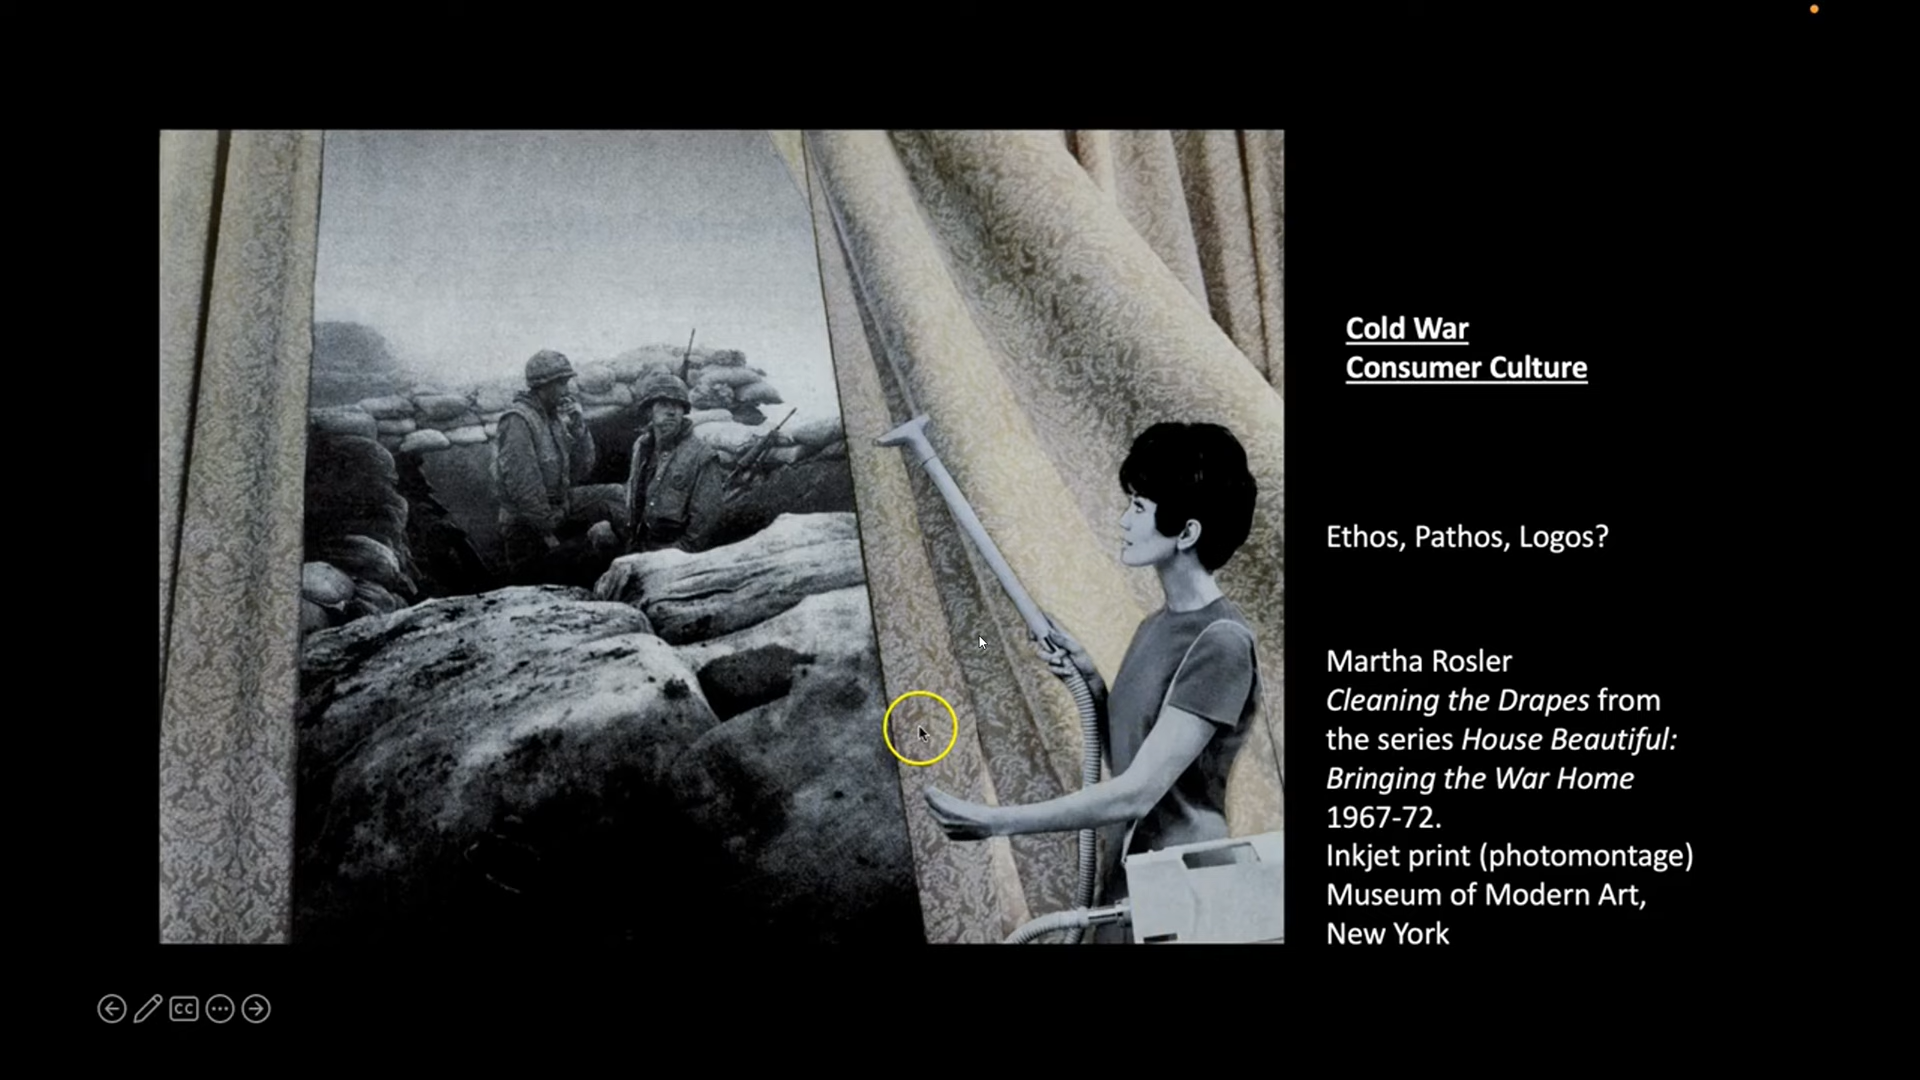 Cold War
Consumer Culture
Ethos, Pathos, Logos?
Martha Rosler
Cleaning the Drapes from
the series House Beautiful:
Bringing the War Home
1967-72.
Inkjet print (photomontage)
Museum of Modern Art,
New York
CC